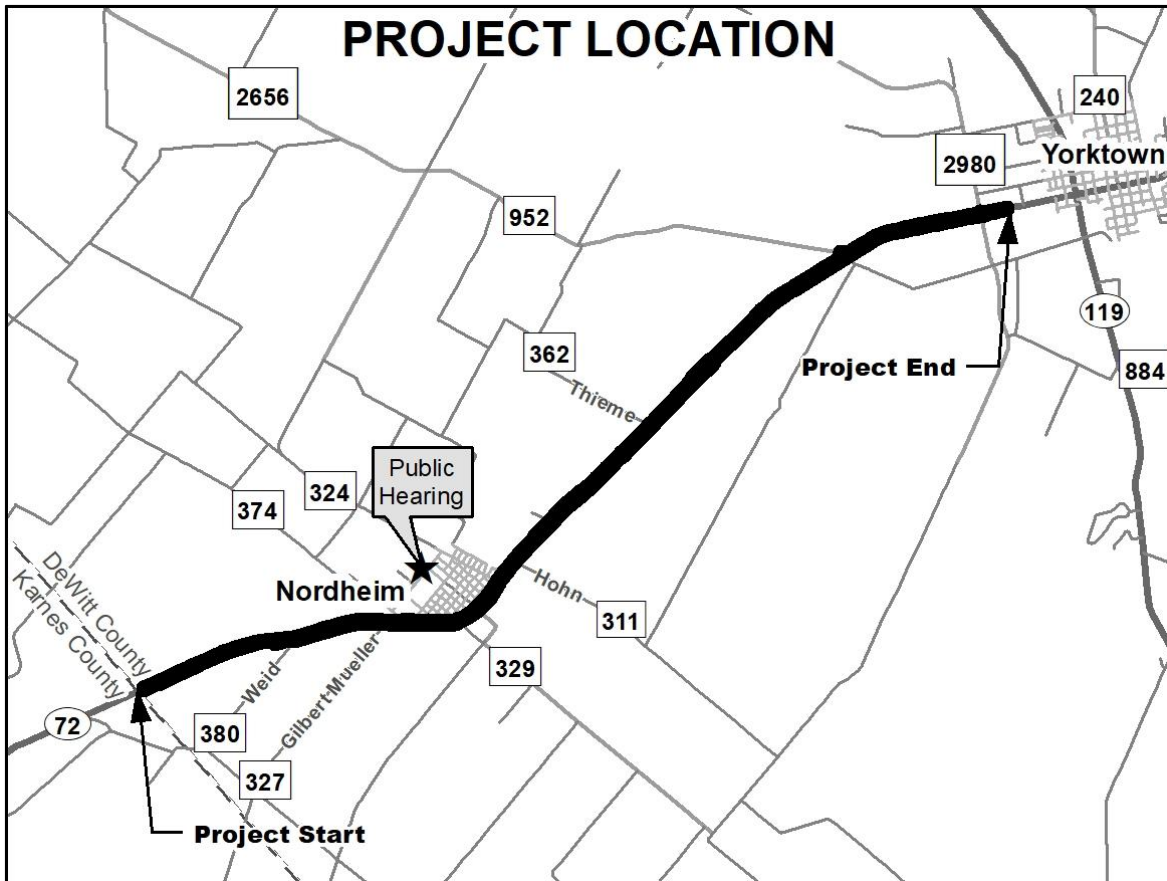 PROJECT LOCATION
2656
240
2980
Yorktown
952
119
362
Project End
884
Thieme
Public
Hearing
324
374
Nordheim
Hohn
311
DeWitt County
Karnes County
329
Weid
Gilbert Mueller
72
380
327
Project Start